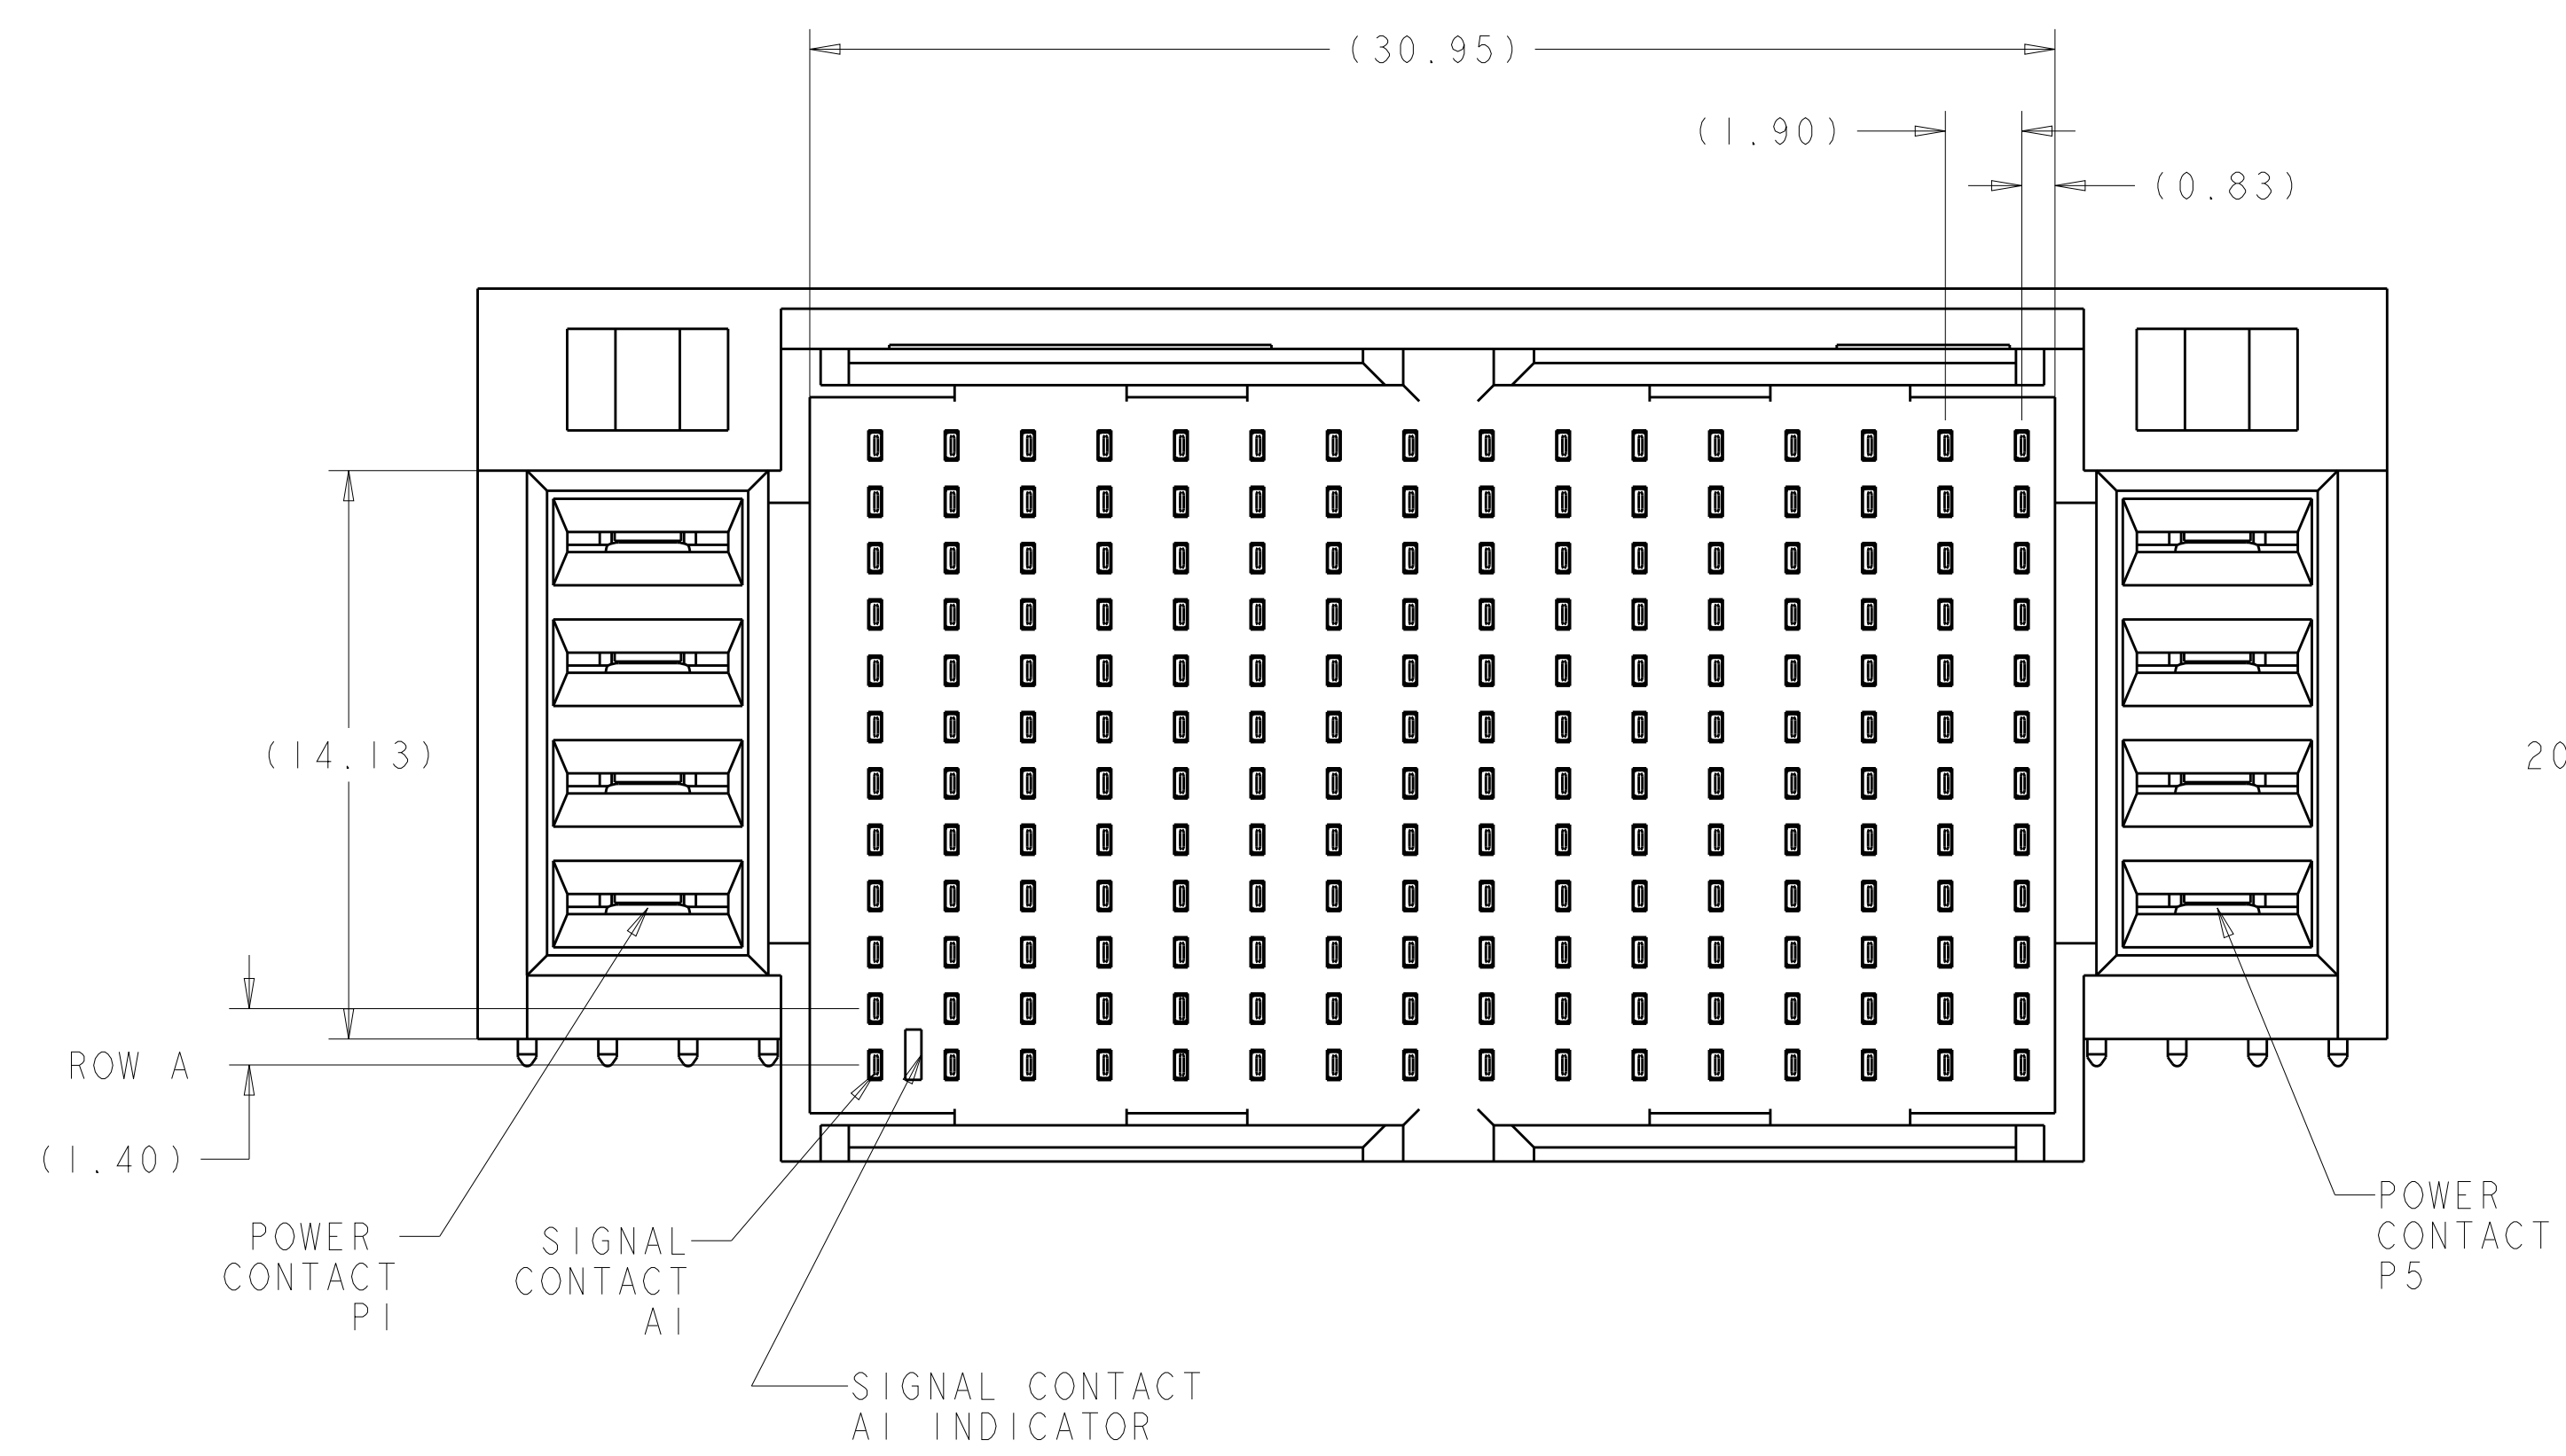 (30.95)
(1.90)
(0.83)
(14.13)
20
ROW A
(1.40)
POWER
CONTACT
P1
SIGNAL
CONTACT
A1
SIGNAL CONTACT
A1 INDICATOR
POWER
CONTACT
P5